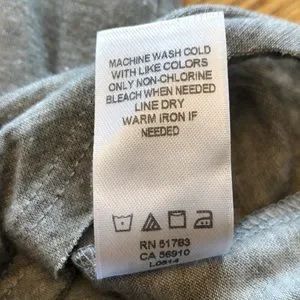 MACHINE WASH COLD
WITH LIKE COLORS
ONLY NON-CHLORINE
BLEACH WHEN NEEDED
LINE DRY
WARM IRON IF
NEEDED
RN 51783
CA 56910
L0814